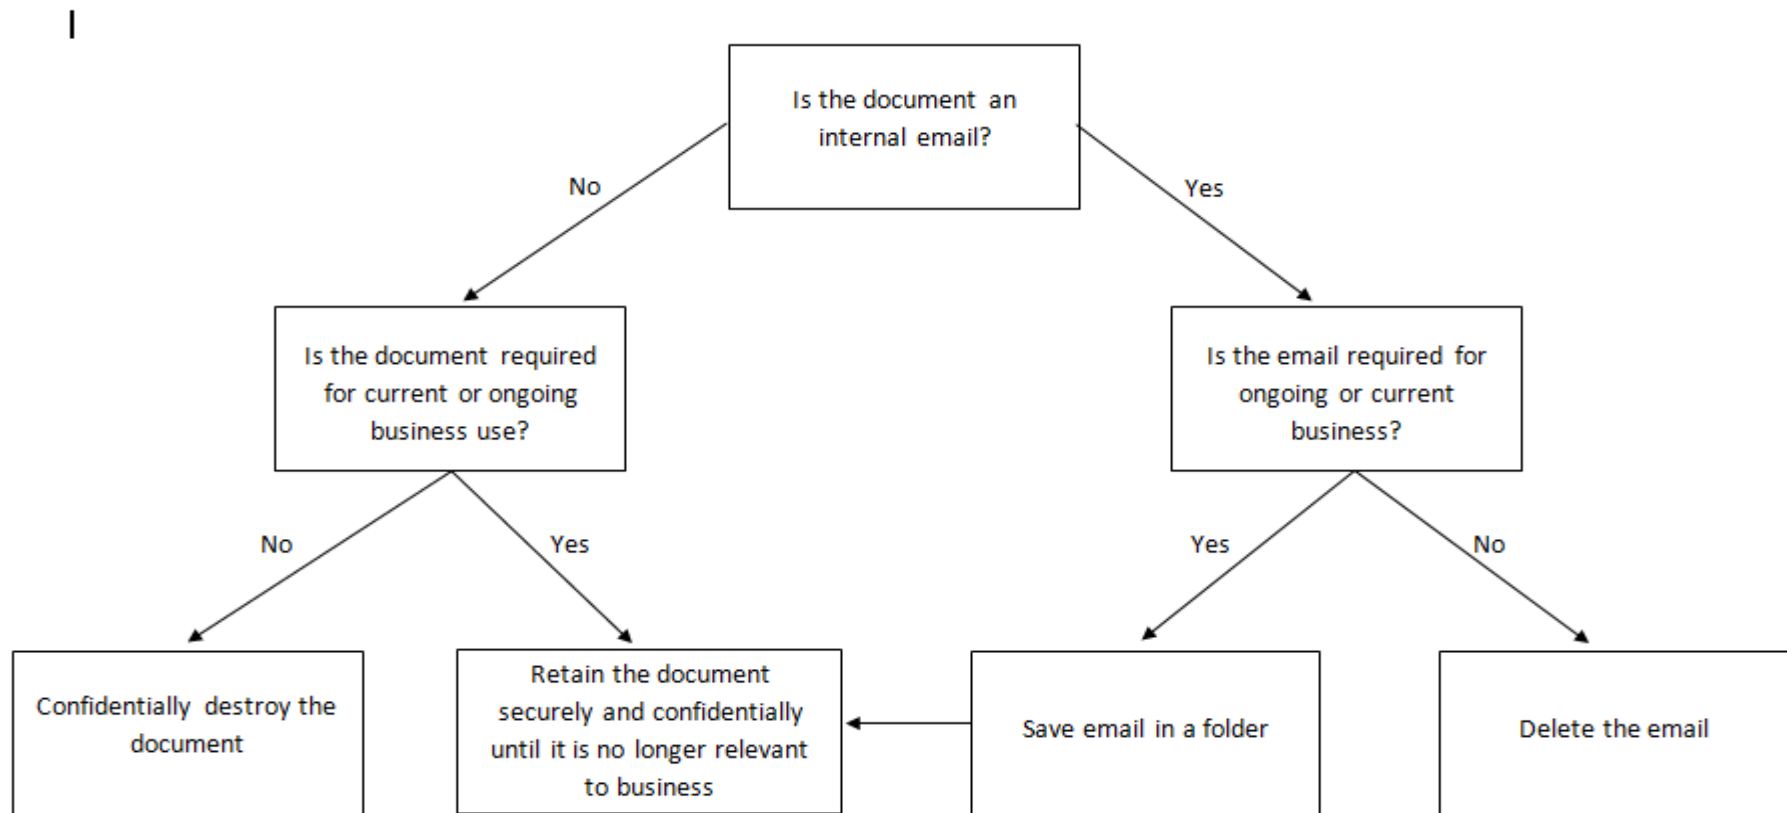 I
Is the document an
internal email?
No
Yes
Is the document required
for current or ongoing
business use?
Is the email required for
ongoing or current
business?
No
Yes
Yes
No
Confidentially destroy the
document
Retain the document
securely and confidentially
until it is no longer relevant
to business
Save email in a folder
Delete the email